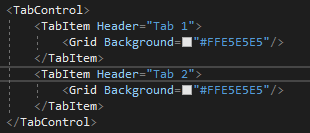 <TabControl>
<TabItem Header="Tab 1">
<Grid Background="#FFE5E5E5"/>
</TabItem>
<TabItem Header="Tab 2">
<Grid Background="#FFE5E5E5"/>
</TabItem>
</TabControl>